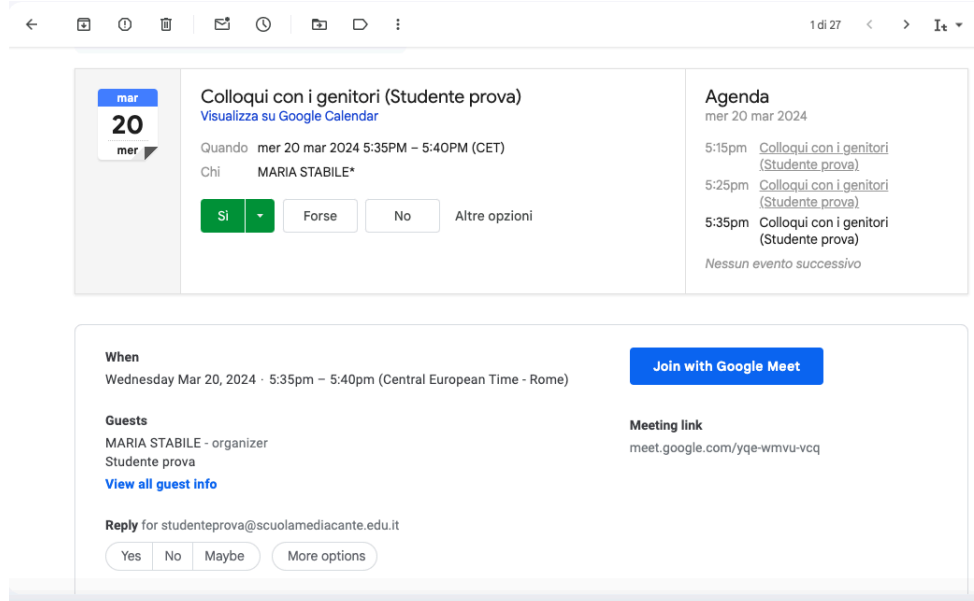 1 di 27
mar
20
mer
Colloqui con i genitori (Studente prova)
Visualizza su Google Calendar
Quando mer 20 mar 2024 5:35PM – 5:40PM (CET)
Chi MARIA STABILE*
Sì
Forse
No
Altre opzioni
Agenda
mer 20 mar 2024
5:15pm Colloqui con i genitori
(Studente prova)
5:25pm Colloqui con i genitori
(Studente prova)
5:35pm Colloqui con i genitori
(Studente prova)
Nessun evento successivo
When
Wednesday Mar 20, 2024 · 5:35pm – 5:40pm (Central European Time - Rome)
Guests
MARIA STABILE - organizer
Studente prova
View all guest info
Reply for studenteprova@scuolamediacante.edu.it
Yes
No
Maybe
More options
Join with Google Meet
Meeting link
meet.google.com/yqe-wmvu-vcq